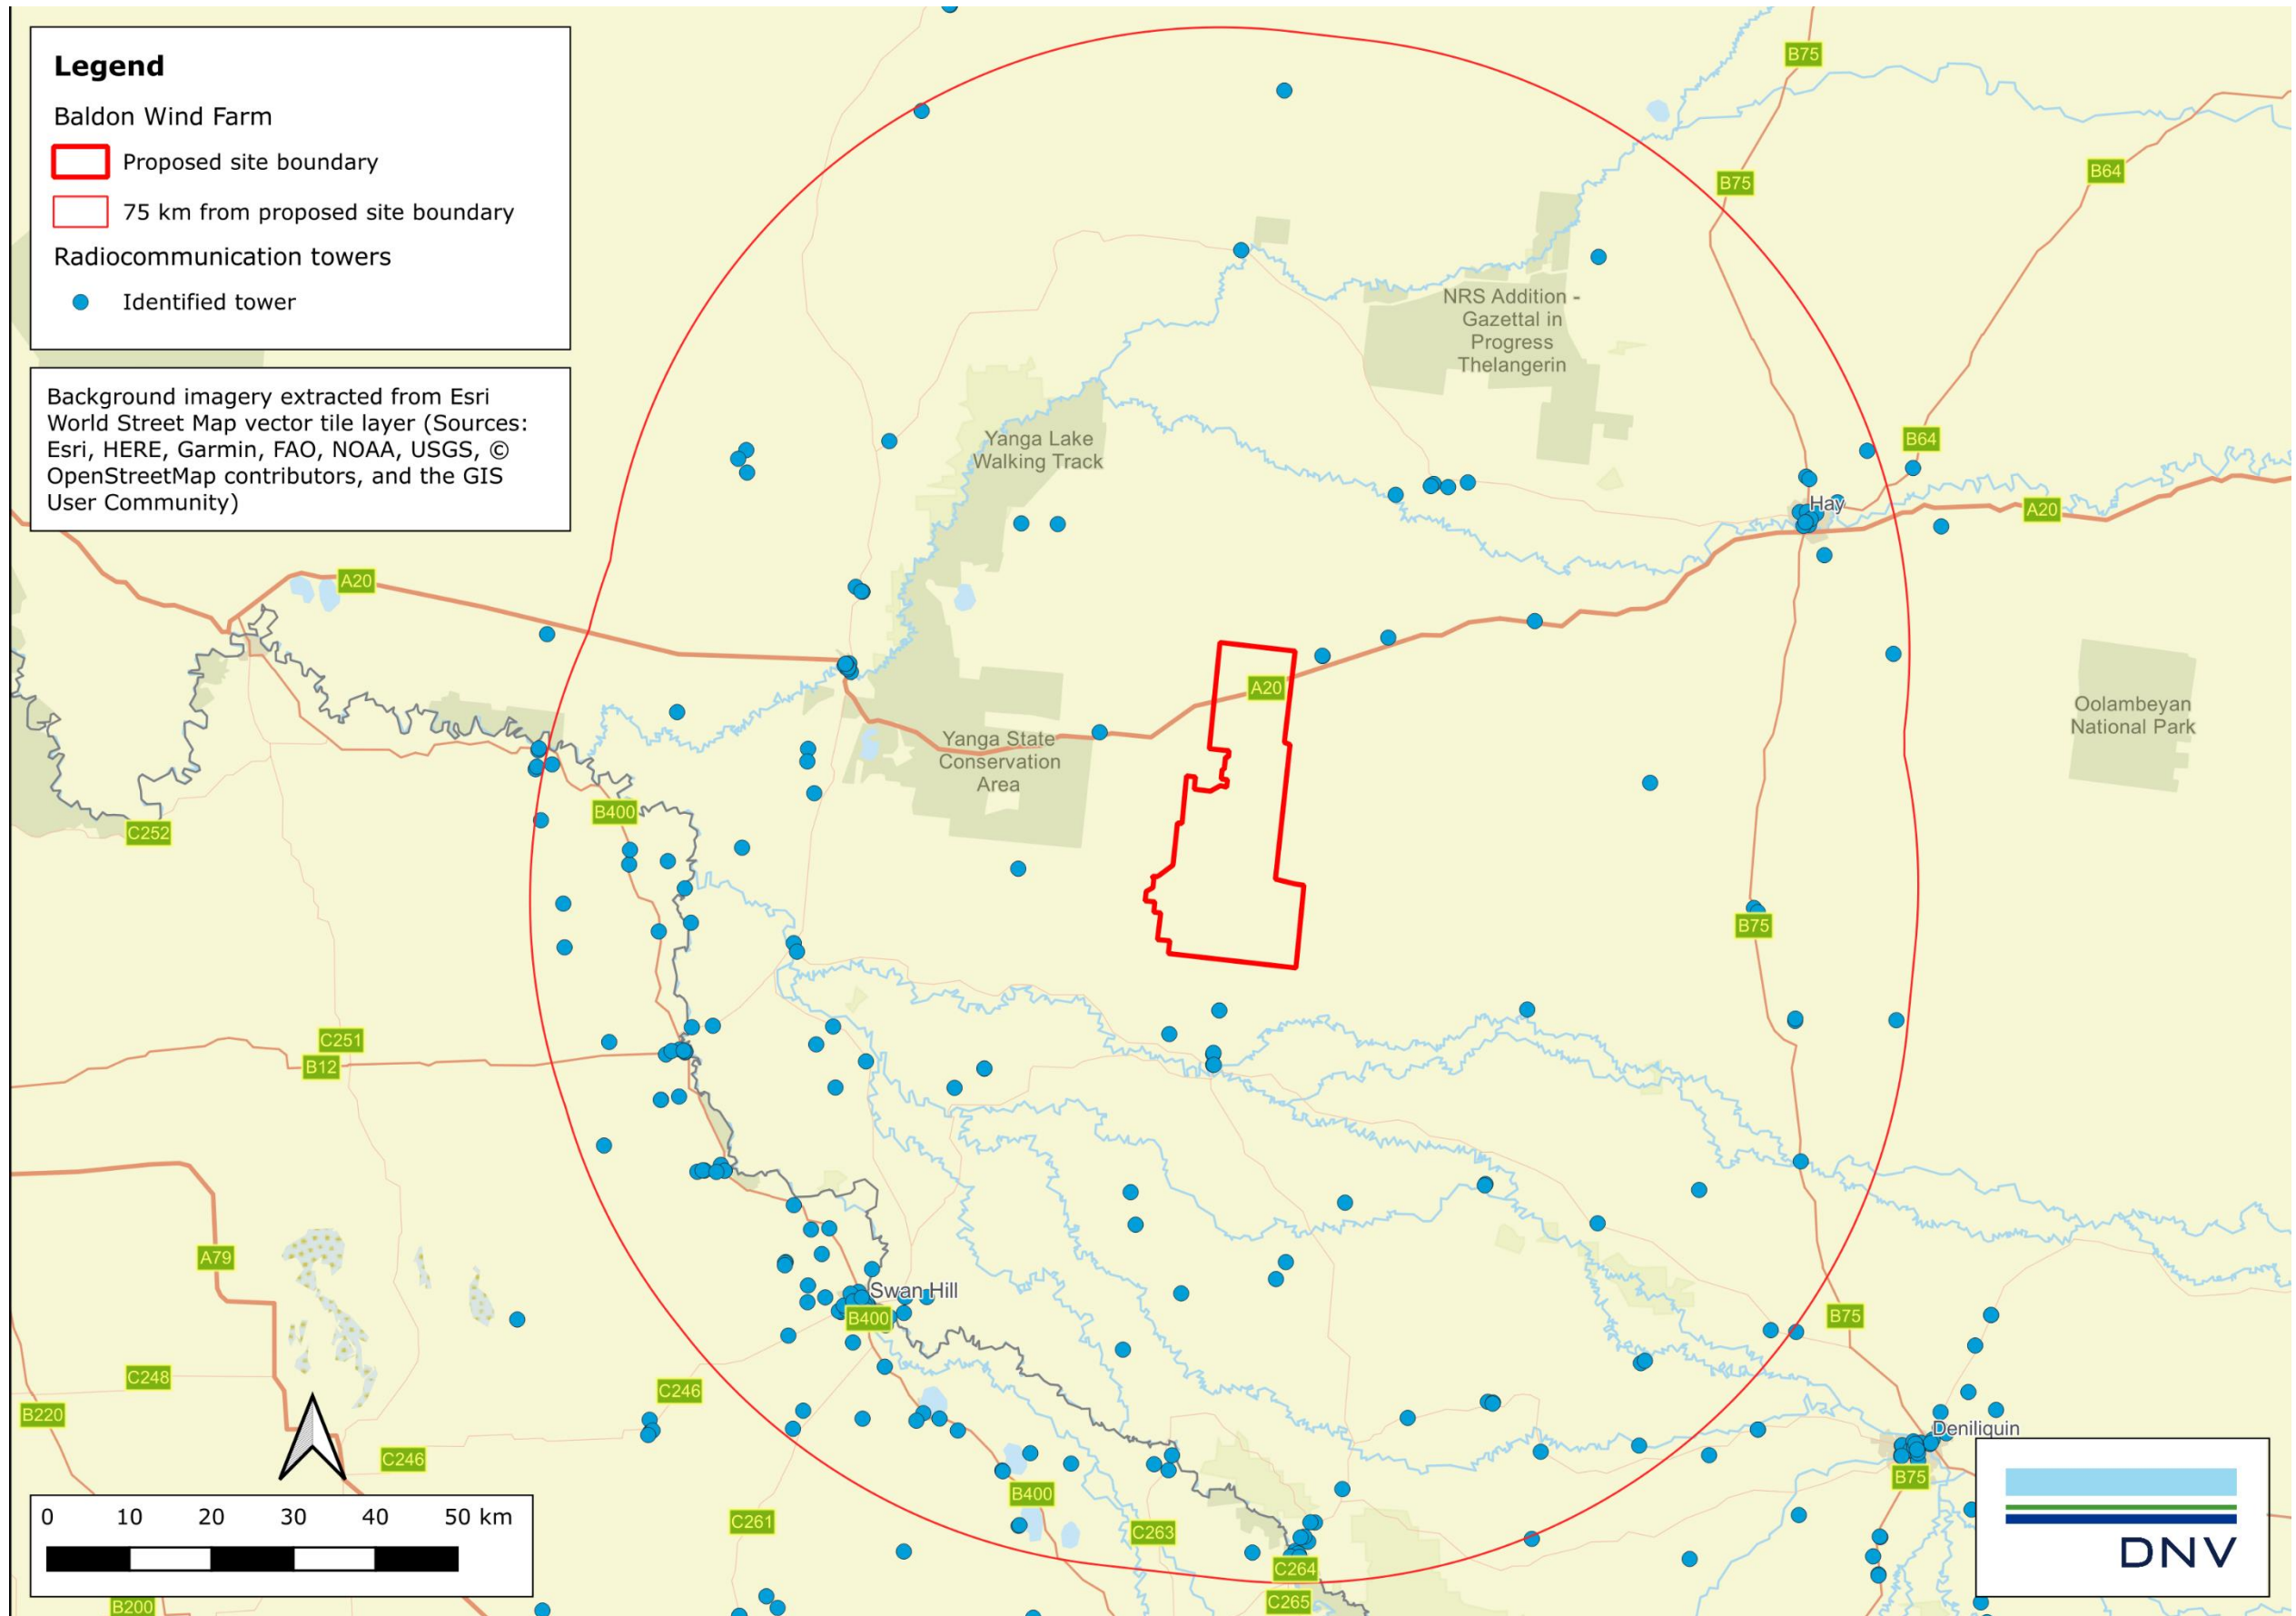 Legend
Baldon Wind Farm
Proposed site boundary
75 km from proposed site boundary
Radiocommunication towers
Identified tower
Background imagery extracted from Esri
World Street Map vector tile layer (Sources:
Esri, HERE, Garmin, FAO, NOAA, USGS, ©
OpenStreetMap contributors, and the GIS
User Community)
B75
B64
B75
NRS Addition -
Gazettal in
Progress
Thelangerin
Yanga Lake
Walking Track
B64
Hay
A20
A20
A20
Oolambeyan
National Park
Yanga State
Conservation
Area
B400
C252
B75
C251
B12
A79
Swan Hill
B400
B75
C248
C246
B220
Deniliquin
C246
B75
B400
C261
C263
C264
C265
B200
0 10 20 30 40 50 km
DNV